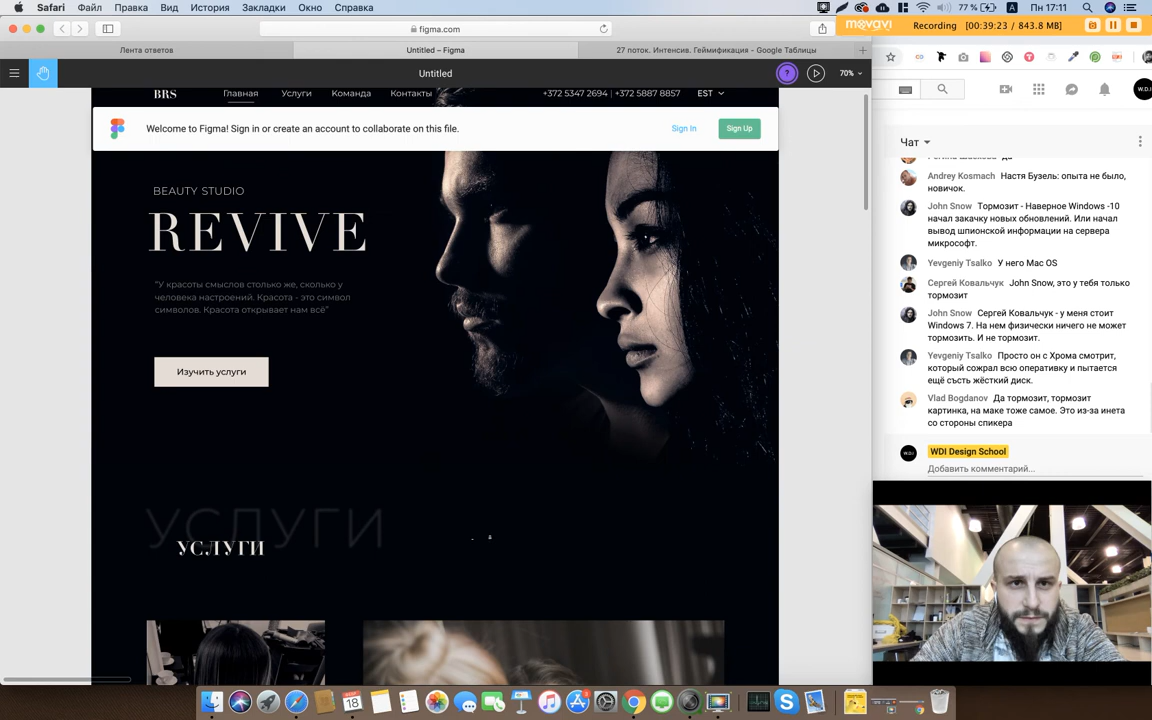 Safari Файл Правка Вид История Закладки Окно Справка
77 % A Пн 17:11
movavi Recording [00:39:23 / 843.8 MB]
figma.com
Лента ответов Untitled – Figma 27 поток. Интенсив. Геймификация - Google Таблицы
Untitled ? 70%
BRS Главная Услуги Команда Контакты +372 5347 2694 | +372 5887 8857 EST
Welcome to Figma! Sign in or create an account to collaborate on this file. Sign In Sign Up
BEAUTY STUDIO
REVIVE
"У красоты смыслов столько же, сколько у
человека настроений. Красота - это символ
символов. Красота открывает нам всё"
Изучить услуги
УСЛУГИ
УСЛУГИ
Чат
Andrey Kosmach Настя Бузель: опыта не было,
новичок.
John Snow Тормозит - Наверное Windows -10
начал закачку новых обновлений. Или начал
вывод шпионской информации на сервера
микрософт.
Yevgeniy Tsalko У него Mac OS
Сергей Ковальчук John Snow, это у тебя только
тормозит
John Snow Сергей Ковальчук - у меня стоит
Windows 7. На нем физически ничего не может
тормозить. И не тормозит.
Yevgeniy Tsalko Просто он с Хрома смотрит,
который сожрал всю оперативку и пытается
ещё състь жёсткий диск.
Vlad Bogdanov Да тормозит, тормозит
картинка, на маке тоже самое. Это из-за инета
со стороны спикера
WDI Design School
Добавить комментарий...
18